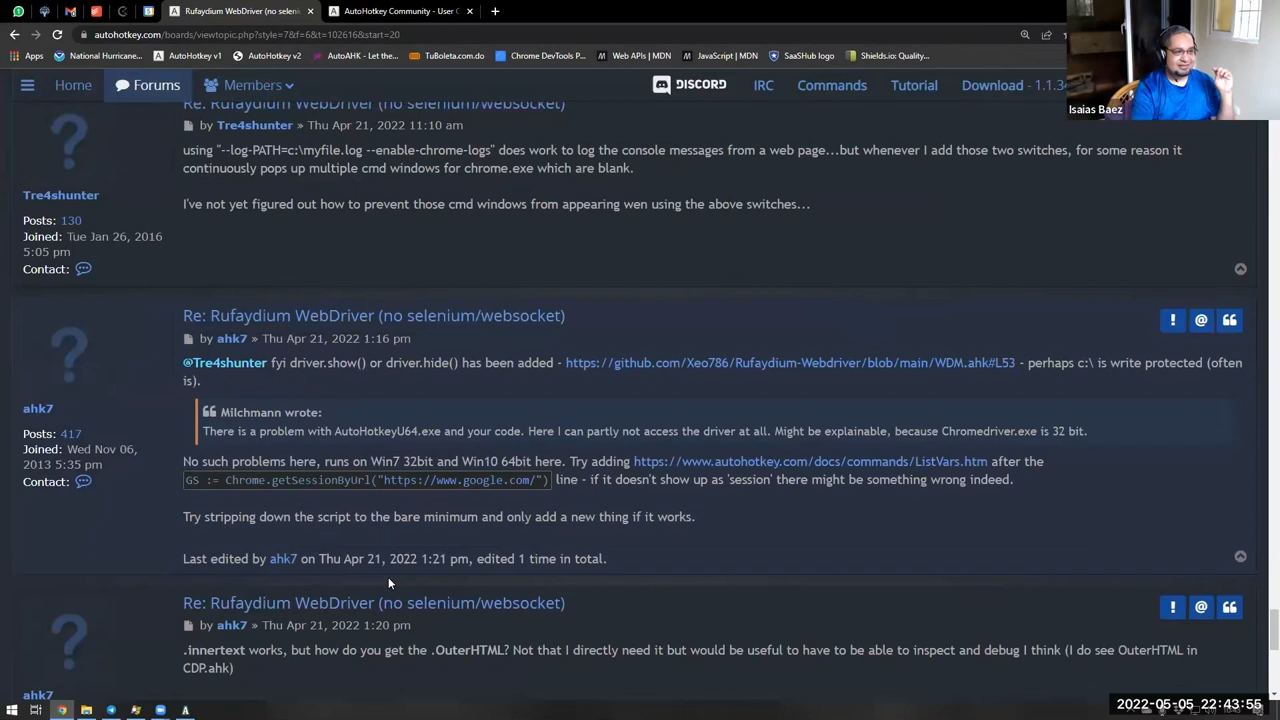 Rufaydium WebDriver (no seleni
AutoHotkey Community - User C
autohotkey.com/boards/viewtopic.php?style=7&f=6&t=102616&start=20
Apps
National Hurricane...
AutoHotkey v2
AutoAHK - Let the...
TuBoleta.com.do -...
Chrome DevTools P...
Web APIs | MDN
JavaScript | MDN
SaaSHub logo
Shields.io: Quality...
Home
Forums
Members
DISCORD
IRC
Commands
Tutorial
Download - 1.1.34
Isaias Baez
Re: Rufaydium WebDriver (no selenium/websocket)
by Tre4shunter » Thu Apr 21, 2022 11:10 am
using "--log-PATH=c:\myfile.log --enable-chrome-logs" does work to log the console messages from a web page...but whenever I add those two switches, for some reason it
continuously pops up multiple cmd windows for chrome.exe which are blank.
I've not yet figured out how to prevent those cmd windows from appearing wen using the above switches...
Tre4shunter
Posts: 130
Joined: Tue Jan 26, 2016
5:05 pm
Contact:
Re: Rufaydium WebDriver (no selenium/websocket)
by ahk7 » Thu Apr 21, 2022 1:16 pm
@Tre4shunter fyi driver.show() or driver.hide() has been added - https://github.com/Xeo786/Rufaydium-Webdriver/blob/main/WDM.ahk#L53 - perhaps c:\ is write protected (often
is).
Milchmann wrote:
There is a problem with AutoHotkeyU64.exe and your code. Here I can partly not access the driver at all. Might be explainable, because Chromedriver.exe is 32 bit.
No such problems here, runs on Win7 32bit and Win10 64bit here. Try adding https://www.autohotkey.com/docs/commands/ListVars.htm after the
GS := Chrome.getSessionByUrl("https://www.google.com/") line - if it doesn't show up as 'session' there might be something wrong indeed.
Try stripping down the script to the bare minimum and only add a new thing if it works.
Last edited by ahk7 on Thu Apr 21, 2022 1:21 pm, edited 1 time in total.
ahk7
Posts: 417
Joined: Wed Nov 06,
2013 5:35 pm
Contact:
Re: Rufaydium WebDriver (no selenium/websocket)
by ahk7 » Thu Apr 21, 2022 1:20 pm
.innertext works, but how do you get the .OuterHTML? Not that I directly need it but would be useful to have to be able to inspect and debug I think (I do see OuterHTML in
CDP.ahk)
ahk7
2022-05-05 22:43:55